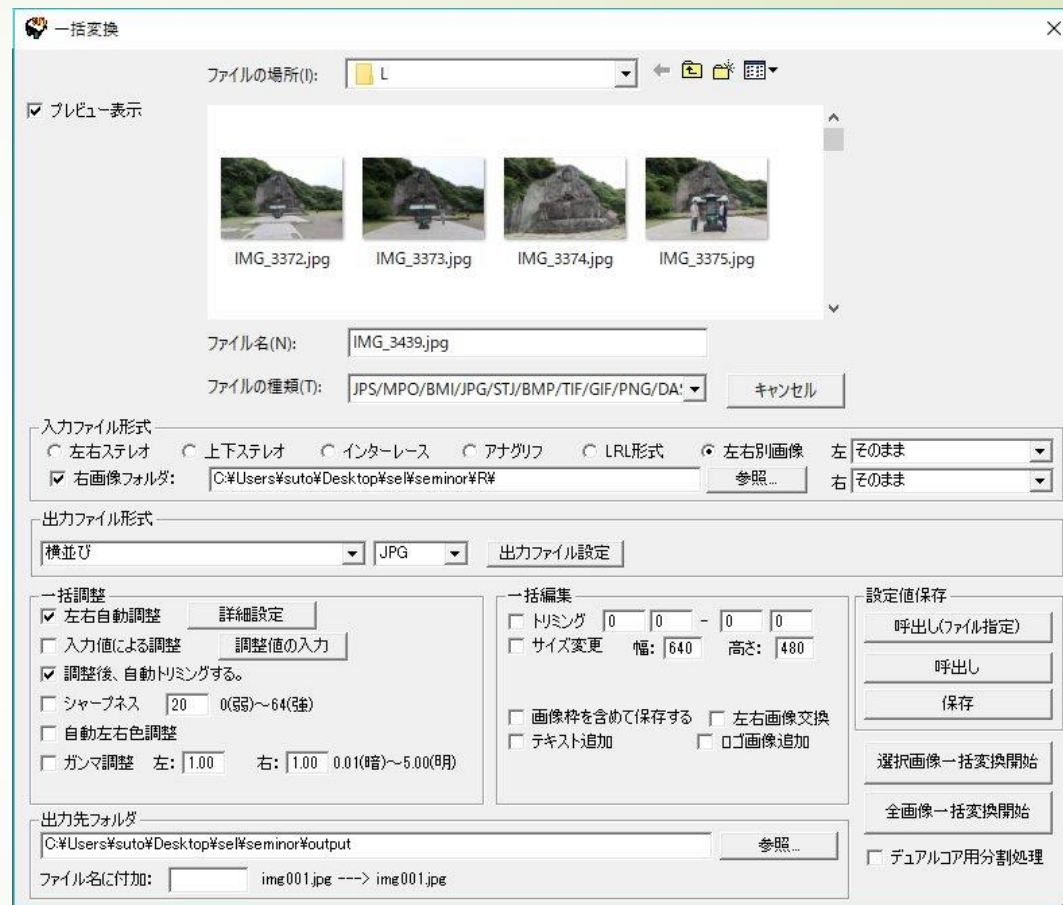 一括変換
ファイルの場所(I): L
プレビュー表示
IMG_3372.jpg IMG_3373.jpg IMG_3374.jpg IMG_3375.jpg
ファイル名(N): IMG_3439.jpg
ファイルの種類(T): JPS/MPO/BMI/JPG/STJ/BMP/TIF/GIF/PNG/DA: キャンセル
入力ファイル形式
左右ステレオ 上下ステレオ インターレース アナグリフ LRL形式 左右別画像 左 そのまま
右画像フォルダ: C:¥Users¥suto¥Desktop¥sel¥seminor¥R¥ 参照... 右 そのまま
出力ファイル形式
横並び JPG 出力ファイル設定
一括調整
左右自動調整 詳細設定
入力値による調整 調整値の入力
調整後、自動トリミングする。
シャープネス 20 0(弱)~64(強)
自動左右色調整
ガンマ調整 左: 1.00 右: 1.00 0.01(暗)~5.00(明)
一括編集
トリミング 0 0 - 0 0
サイズ変更 幅: 640 高さ: 480
画像枠を含めて保存する 左右画像交換
テキスト追加 ロゴ画像追加
設定値保存
呼出し(ファイル指定)
呼出し
保存
選択画像一括変換開始
全画像一括変換開始
デュアルコア用分割処理
出力先フォルダ
C:¥Users¥suto¥Desktop¥sel¥seminor¥output 参照...
ファイル名に付加: img001.jpg ---> img001.jpg